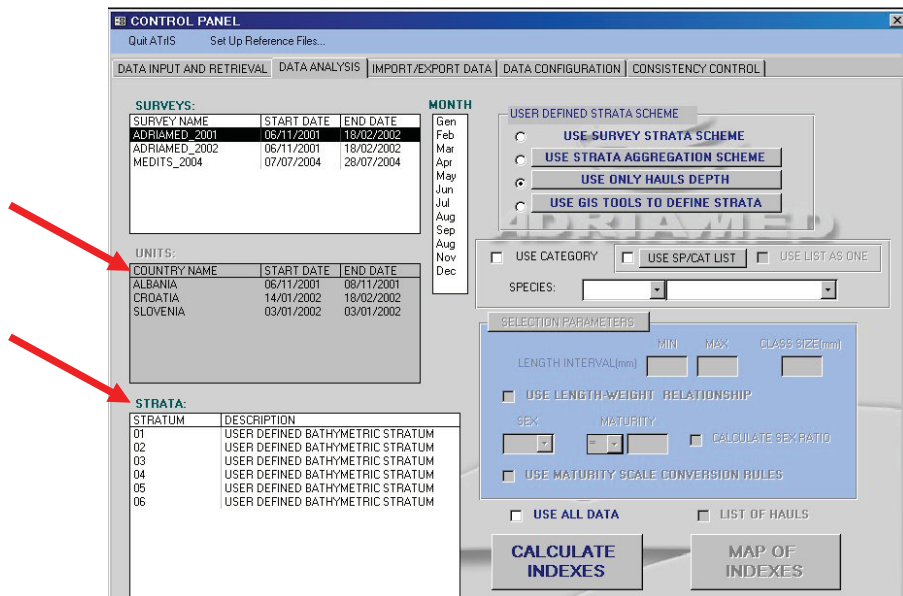 CONTROL PANEL
Quit ATrIS Set Up Reference Files...
DATA INPUT AND RETRIEVAL DATA ANALYSIS IMPORT/EXPORT DATA DATA CONFIGURATION CONSISTENCY CONTROL
SURVEYS:
SURVEY NAME START DATE END DATE
ADRIAMED_2001 06/11/2001 18/02/2002
ADRIAMED_2002 06/11/2001 18/02/2002
MEDITS_2004 07/07/2004 28/07/2004
MONTH
Gen
Feb
Mar
Apr
May
Jun
Jul
Aug
Sep
Aug
Nov
Dec
USER DEFINED STRATA SCHEME
USE SURVEY STRATA SCHEME
USE STRATA AGGREGATION SCHEME
USE ONLY HAULS DEPTH
USE GIS TOOLS TO DEFINE STRATA
ADRIAMED
UNITS:
COUNTRY NAME START DATE END DATE
ALBANIA 06/11/2001 08/11/2001
CROATIA 14/01/2002 18/02/2002
SLOVENIA 03/01/2002 03/01/2002
USE CATEGORY USE SP/CAT LIST USE LIST AS ONE
SPECIES:
SELECTION PARAMETERS
MIN MAX CLASS SIZE(mm)
LENGTH INTERVAL(mm)
USE LENGTH-WEIGHT RELATIONSHIP
SEX MATURITY
= CALCULATE SEX RATIO
USE MATURITY SCALE CONVERSION RULES
STRATA:
STRATUM DESCRIPTION
01 USER DEFINED BATHYMETRIC STRATUM
02 USER DEFINED BATHYMETRIC STRATUM
03 USER DEFINED BATHYMETRIC STRATUM
04 USER DEFINED BATHYMETRIC STRATUM
05 USER DEFINED BATHYMETRIC STRATUM
06 USER DEFINED BATHYMETRIC STRATUM
USE ALL DATA LIST OF HAULS
CALCULATE
INDEXES
MAP OF
INDEXES